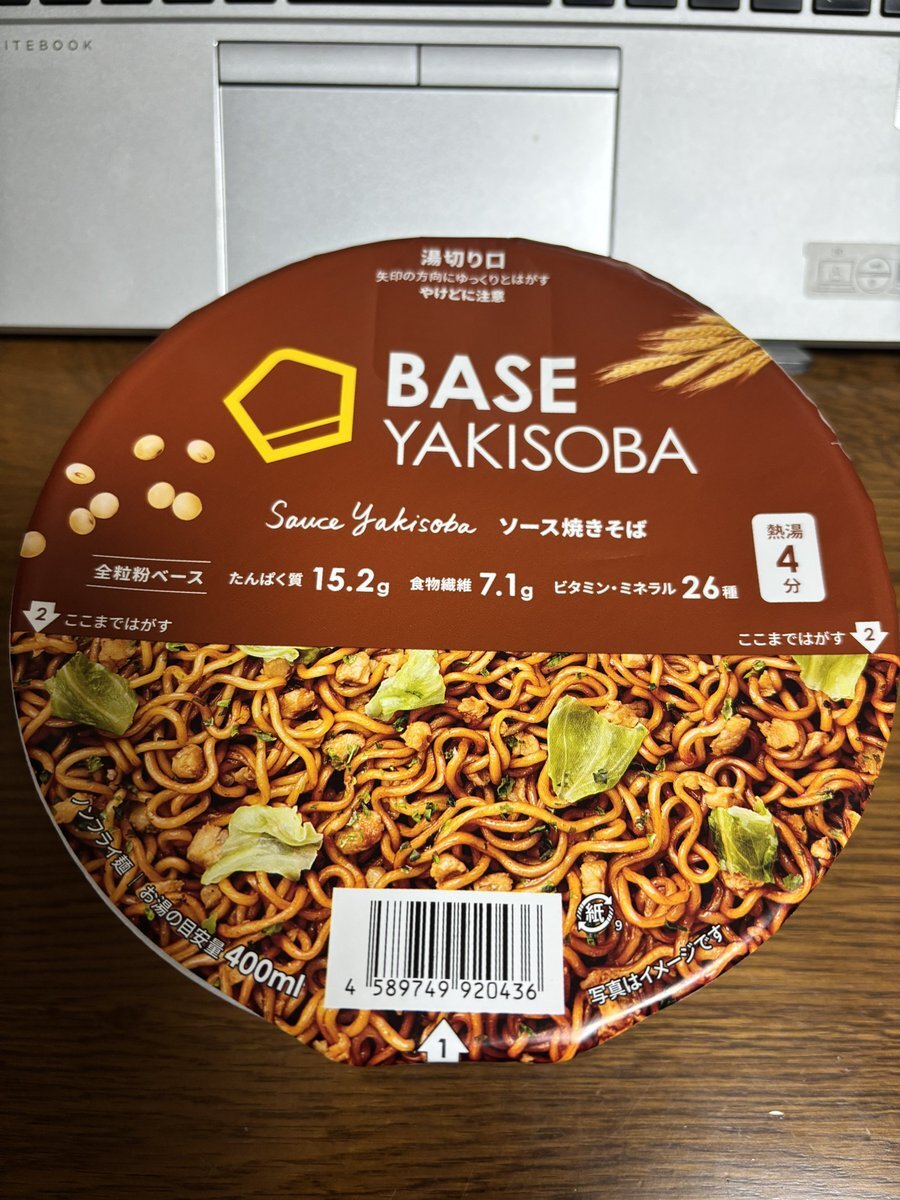 ITEBOOK
湯切り口
矢印の方向にゆっくりとはがす
やけどに注意
BASE
YAKISOBA
Sauce Yakisoba ソース焼きそば
熱湯
4
分
全粒粉ベース たんぱく質 15.2g 食物繊維 7.1g ビタミン・ミネラル 26種
2 ここまではがす
ここまではがす 2
ノンフライ麺 お湯の目安量 400ml
紙 9
写真はイメージです
4 589749 920436
1